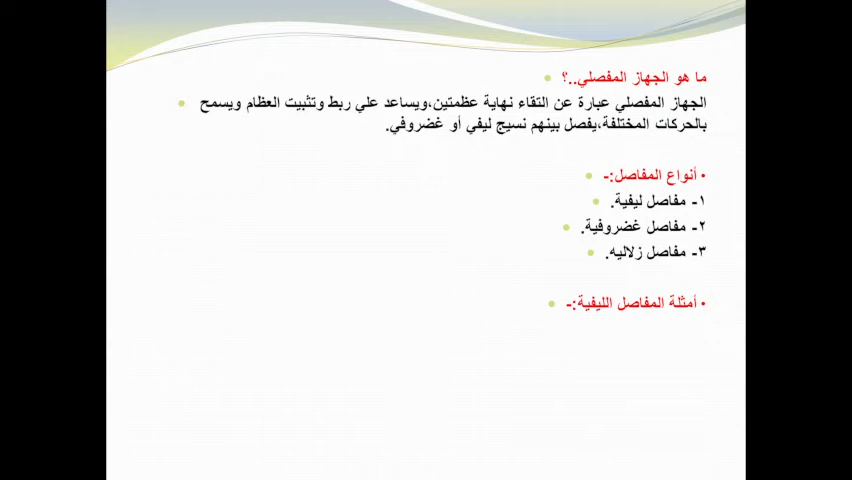 ما هو الجهاز المفصلي..؟
الجهاز المفصلي عبارة عن التقاء نهاية عظمتين،ويساعد علي ربط وتثبيت العظام ويسمح
بالحركات المختلفة،يفصل بينهم نسيج ليفي أو غضروفي.
• أنواع المفاصل:-
١- مفاصل ليفية.
٢- مفاصل غضروفية.
٣- مفاصل زلاليه.
• أمثلة المفاصل الليفية:-